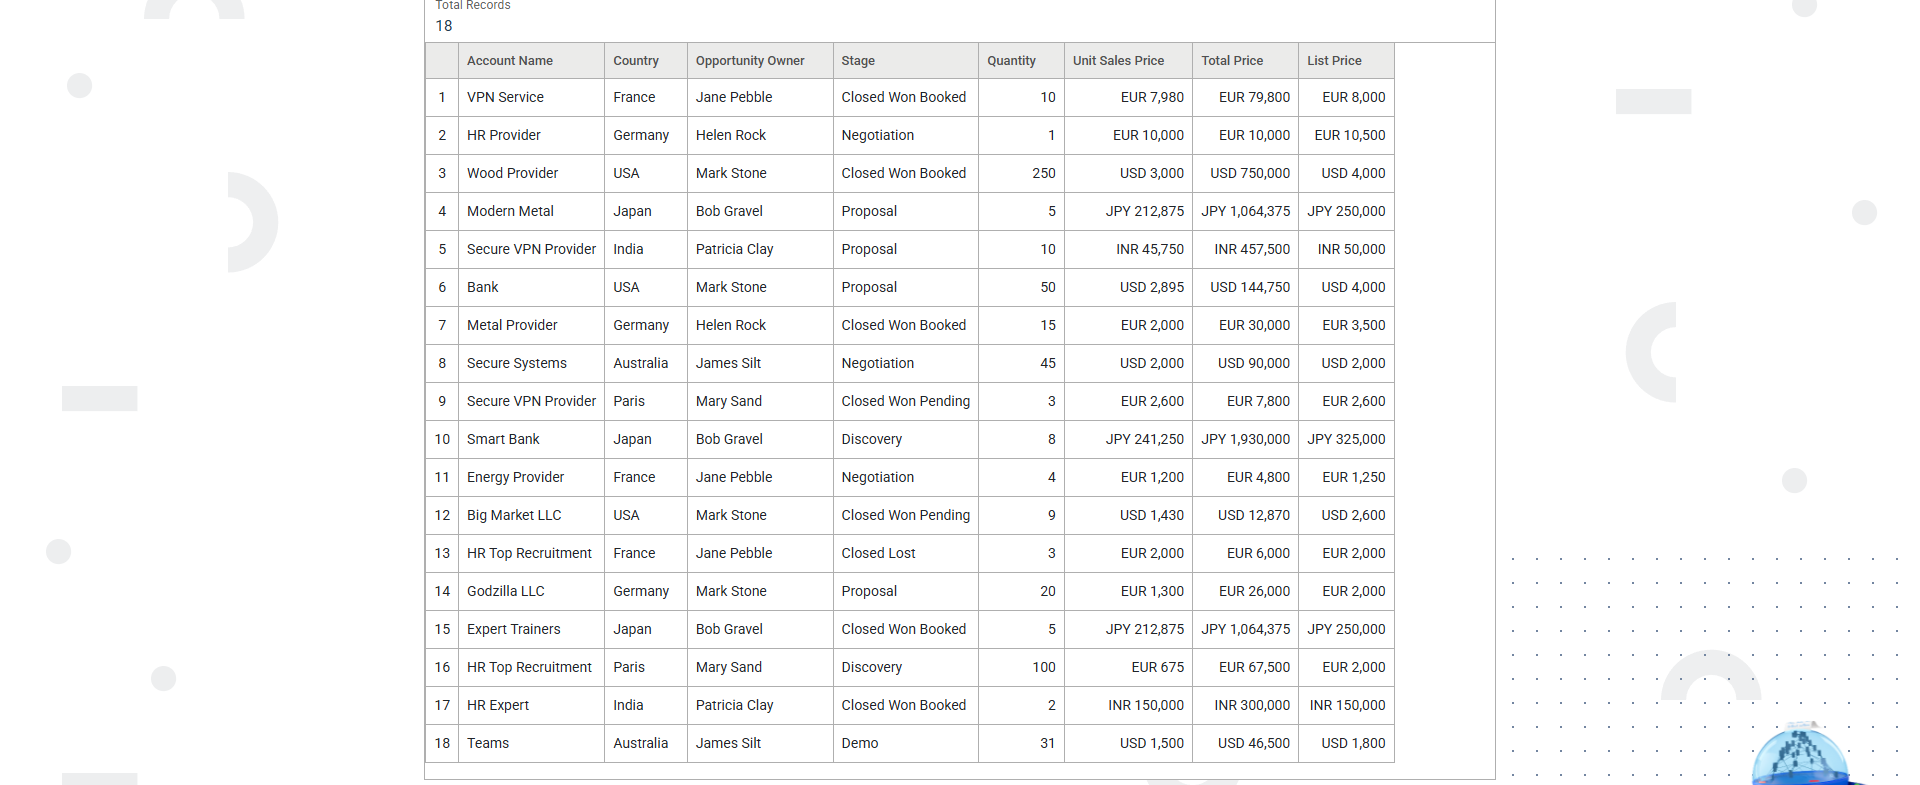 Total Records
18
Account Name Country Opportunity Owner Stage Quantity Unit Sales Price Total Price List Price
1 VPN Service France Jane Pebble Closed Won Booked 10 EUR 7,980 EUR 79,800 EUR 8,000
2 HR Provider Germany Helen Rock Negotiation 1 EUR 10,000 EUR 10,000 EUR 10,500
3 Wood Provider USA Mark Stone Closed Won Booked 250 USD 3,000 USD 750,000 USD 4,000
4 Modern Metal Japan Bob Gravel Proposal 5 JPY 212,875 JPY 1,064,375 JPY 250,000
5 Secure VPN Provider India Patricia Clay Proposal 10 INR 45,750 INR 457,500 INR 50,000
6 Bank USA Mark Stone Proposal 50 USD 2,895 USD 144,750 USD 4,000
7 Metal Provider Germany Helen Rock Closed Won Booked 15 EUR 2,000 EUR 30,000 EUR 3,500
8 Secure Systems Australia James Silt Negotiation 45 USD 2,000 USD 90,000 USD 2,000
9 Secure VPN Provider Paris Mary Sand Closed Won Pending 3 EUR 2,600 EUR 7,800 EUR 2,600
10 Smart Bank Japan Bob Gravel Discovery 8 JPY 241,250 JPY 1,930,000 JPY 325,000
11 Energy Provider France Jane Pebble Negotiation 4 EUR 1,200 EUR 4,800 EUR 1,250
12 Big Market LLC USA Mark Stone Closed Won Pending 9 USD 1,430 USD 12,870 USD 2,600
13 HR Top Recruitment France Jane Pebble Closed Lost 3 EUR 2,000 EUR 6,000 EUR 2,000
14 Godzilla LLC Germany Mark Stone Proposal 20 EUR 1,300 EUR 26,000 EUR 2,000
15 Expert Trainers Japan Bob Gravel Closed Won Booked 5 JPY 212,875 JPY 1,064,375 JPY 250,000
16 HR Top Recruitment Paris Mary Sand Discovery 100 EUR 675 EUR 67,500 EUR 2,000
17 HR Expert India Patricia Clay Closed Won Booked 2 INR 150,000 INR 300,000 INR 150,000
18 Teams Australia James Silt Demo 31 USD 1,500 USD 46,500 USD 1,800